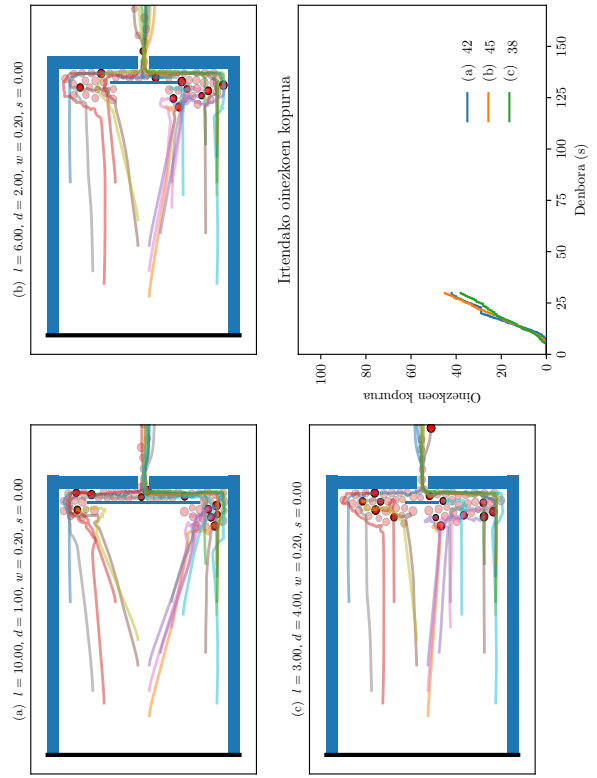 (a) l = 10.00, d = 1.00, w = 0.20, s = 0.00
(b) l = 6.00, d = 2.00, w = 0.20, s = 0.00
(c) l = 3.00, d = 4.00, w = 0.20, s = 0.00
Irtendako oinezkoen kopurua
Oinezkoen kopurua
100
80
60
40
20
0
(a) 42
(b) 45
(c) 38
0 25 50 75 100 125 150
Denbora (s)